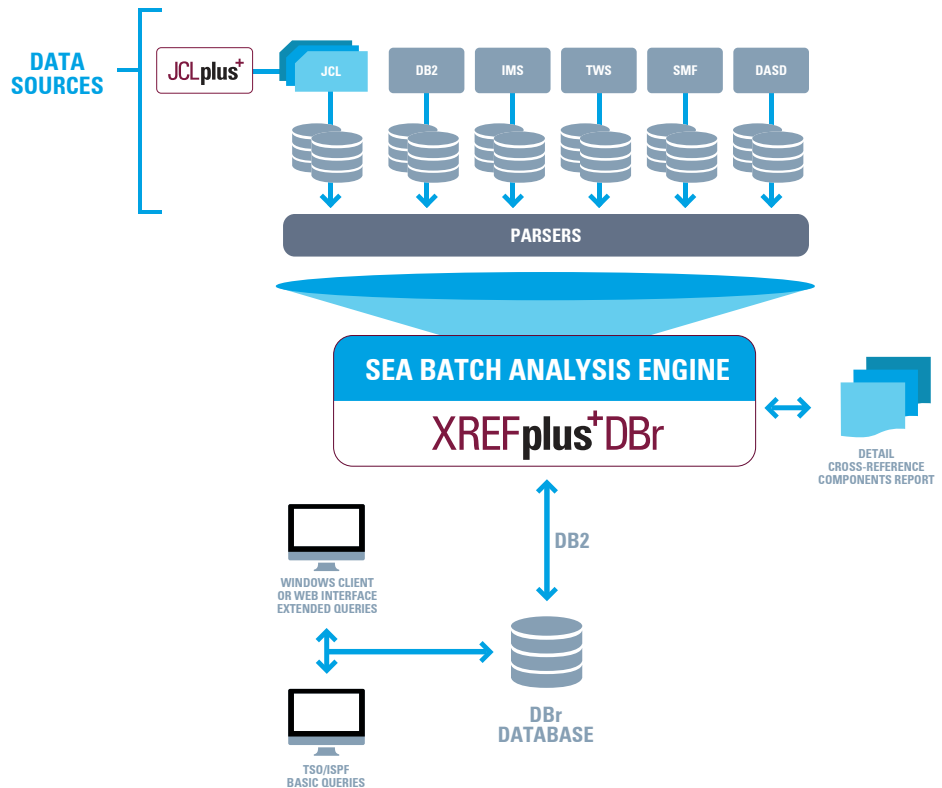 DATA
SOURCES
JCLplus+
JCL
DB2
IMS
TWS
SMF
DASD
PARSERS
SEA BATCH ANALYSIS ENGINE
XREFplus+DBr
DETAIL
CROSS-REFERENCE
COMPONENTS REPORT
DB2
WINDOWS CLIENT
OR WEB INTERFACE
EXTENDED QUERIES
DBr
DATABASE
TSO/ISPF
BASIC QUERIES